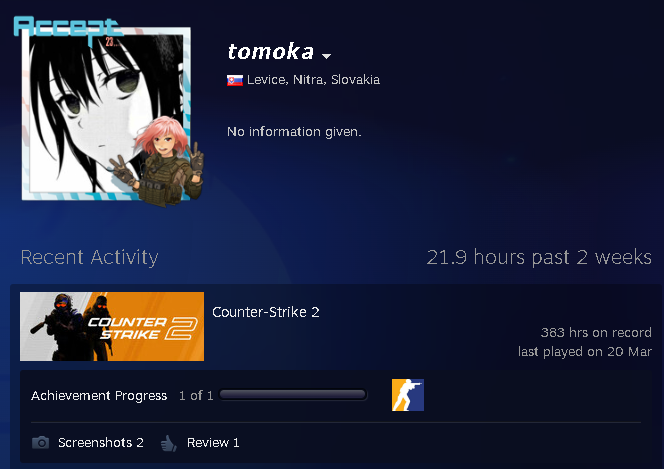 Accept
23...
tomoka
Levice, Nitra, Slovakia
No information given.
Recent Activity
21.9 hours past 2 weeks
COUNTER
STRIKE 2
Counter-Strike 2
383 hrs on record
last played on 20 Mar
Achievement Progress 1 of 1
Screenshots 2 Review 1